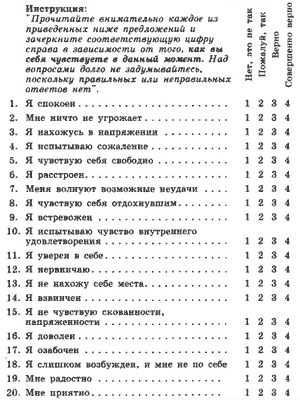 Инструкция:
"Прочитайте внимательно каждое из
приведенных ниже предложений и
зачеркните соответствующую цифру
справа в зависимости от того, как вы
себя чувствуете в данный момент. Над
вопросами долго не задумывайтесь,
поскольку правильных или неправильных
ответов нет".
Нет, это не так
Пожалуй, так
Верно
Совершенно верно
1. Я спокоен 1 2 3 4
2. Мне ничто не угрожает 1 2 3 4
3. Я нахожусь в напряжении 1 2 3 4
4. Я испытываю сожаление 1 2 3 4
5. Я чувствую себя свободно 1 2 3 4
6. Я расстроен 1 2 3 4
7. Меня волнуют возможные неудачи 1 2 3 4
8. Я чувствую себя отдохнувшим 1 2 3 4
9. Я встревожен 1 2 3 4
10. Я испытываю чувство внутреннего
удовлетворения 1 2 3 4
11. Я уверен в себе 1 2 3 4
12. Я нервничаю 1 2 3 4
13. Я не нахожу себе места 1 2 3 4
14. Я взвинчен 1 2 3 4
15. Я не чувствую скованности,
напряженности 1 2 3 4
16. Я доволен 1 2 3 4
17. Я озабочен 1 2 3 4
18. Я слишком возбужден, и мне не по себе 1 2 3 4
19. Мне радостно 1 2 3 4
20. Мне приятно 1 2 3 4